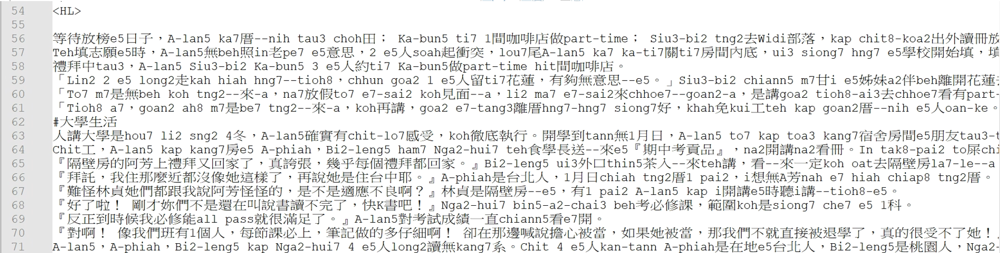 54 <HL>
55
56 等待放榜e5日子，A-lan5 ka7厝--nih tau3 choh田； Ka-bun5 ti7 1間咖啡店做part-time； Siu3-bi2 tng2去Widi部落，kap chit8-koa2出外讀冊放
57 Teh填志願e5時，A-lan5無beh照in老pe7 e5意思，2 e5人soah起衝突，lou7尾A-lan5 ka7 ka-ti7關ti7房間內底，ui3 siong7 hng7 e5學校開始填，填
58 禮拜中tau3，A-lan5 Siu3-bi2 Ka-bun5 3 e5人約ti7 Ka-bun5做part-time hit間咖啡店。
59 「Lin2 2 e5 long2走kah hiah hng7--tioh8，chhun goa2 1 e5人留ti7花蓮，有夠無意思--e5。」Siu3-bi2 chiann5 m7甘i e5姊妹a2伴beh離開花蓮
60 「To7 m7是無beh koh tng2--來-a，na7放假to7 e7-sai2 koh見面--a，li2 ma7 e7-sai2來chhoe7--goan2-a，是講goa2 tioh8-ai3去chhoe7看有part-
61 「Tioh8 a7，goan2 ah8 m7是be7 tng2--來-a，koh再講，goa2 e7-tang3離厝hng7-hng7 siong7好，khah免kui工teh kap goan2厝--nih e5人oan-ke。
62 #大學生活
63 人講大學是hou7 li2 sng2 4冬，A-lan5確實有chit-lo7感受，koh徹底執行。開學到tann無1月日，A-lan5 to7 kap toa3 kang7宿舍房間e5朋友tau3-t
64 Chit工，A-lan5 kap kang7房e5 A-phiah，Bi2-leng5 ham7 Nga2-hui7 teh食學長送--來e5『期中考貢品』，na2開講na2看冊。In tak8-pai2 to屎chi
65 『隔壁房的阿芳上禮拜又回家了，真誇張，幾乎每個禮拜都回家。』Bi2-leng5 ui3外口thin5茶入--來teh講，看--來一定koh oat去隔壁房la7-le--a
66 『拜託，我住那麼近都沒像她這樣了，再說她是住台中耶。』A-phiah是台北人，1月日chiah tng2厝1 pai2，i想無A芳nah e7 hiah chiap8 tng2厝。
67 『難怪林貞她們都跟我說阿芳怪怪的，是不是適應不良啊？』林貞是隔壁房--e5，有1 pai2 A-lan5 kap i開講e5時聽i講--tioh8-e5。
68 『好了啦！ 剛才妳們不是還在叫說書讀不完了，快K書吧！』Nga2-hui7 bin5-a2-chai3 beh考必修課，範圍koh是siong7 che7 e5 1科。
69 『反正到時候我必修能all pass就很滿足了。』A-lan5對考試成績一直chiann5看e7開。
70 『對啊！ 像我們班有1個人，每節課必上，筆記做的多仔細啊！ 卻在那邊喊說擔心被當，如果她被當，那我們不就直接被退學了，真的很受不了她！
71 A-lan5，A-phiah，Bi2-leng5 kap Nga2-hui7 4 e5人long2讀無kang7系。Chit 4 e5人kan-tann A-phiah是在地e5台北人，Bi2-leng5是桃園人，Nga2-